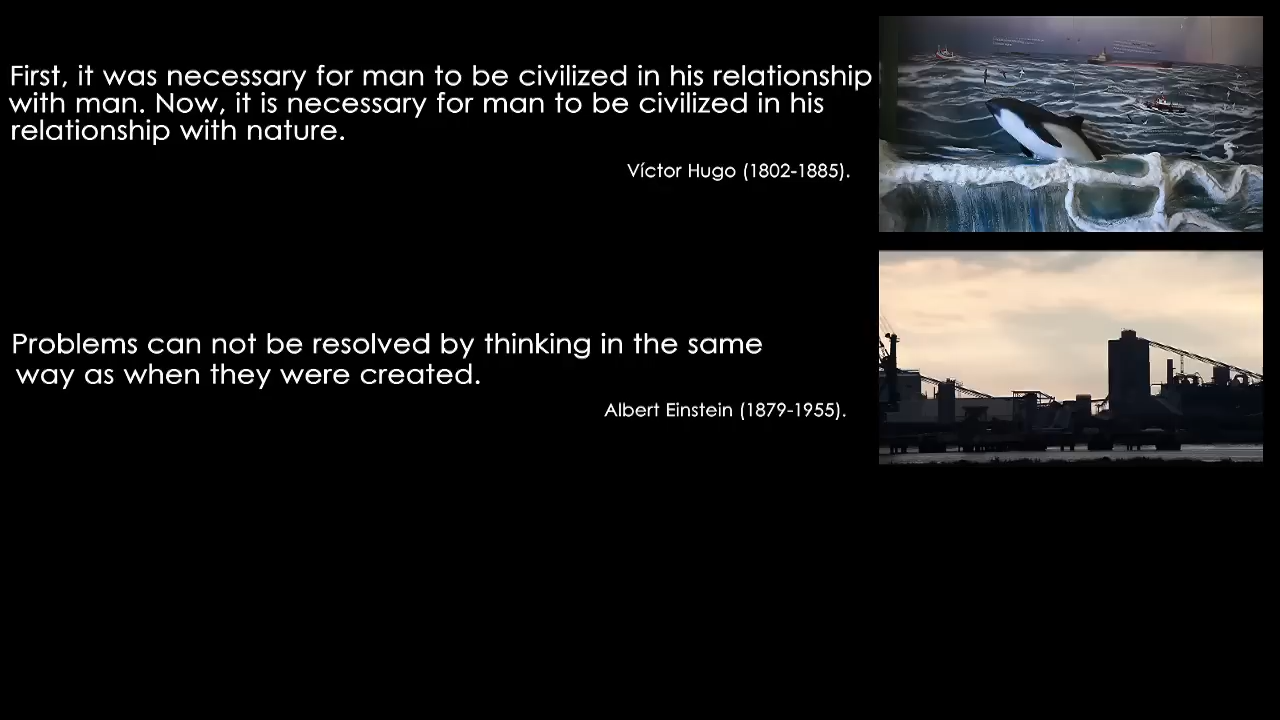 First, it was necessary for man to be civilized in his relationship
with man. Now, it is necessary for man to be civilized in his
relationship with nature.
Víctor Hugo (1802-1885).
Problems can not be resolved by thinking in the same
way as when they were created.
Albert Einstein (1879-1955).